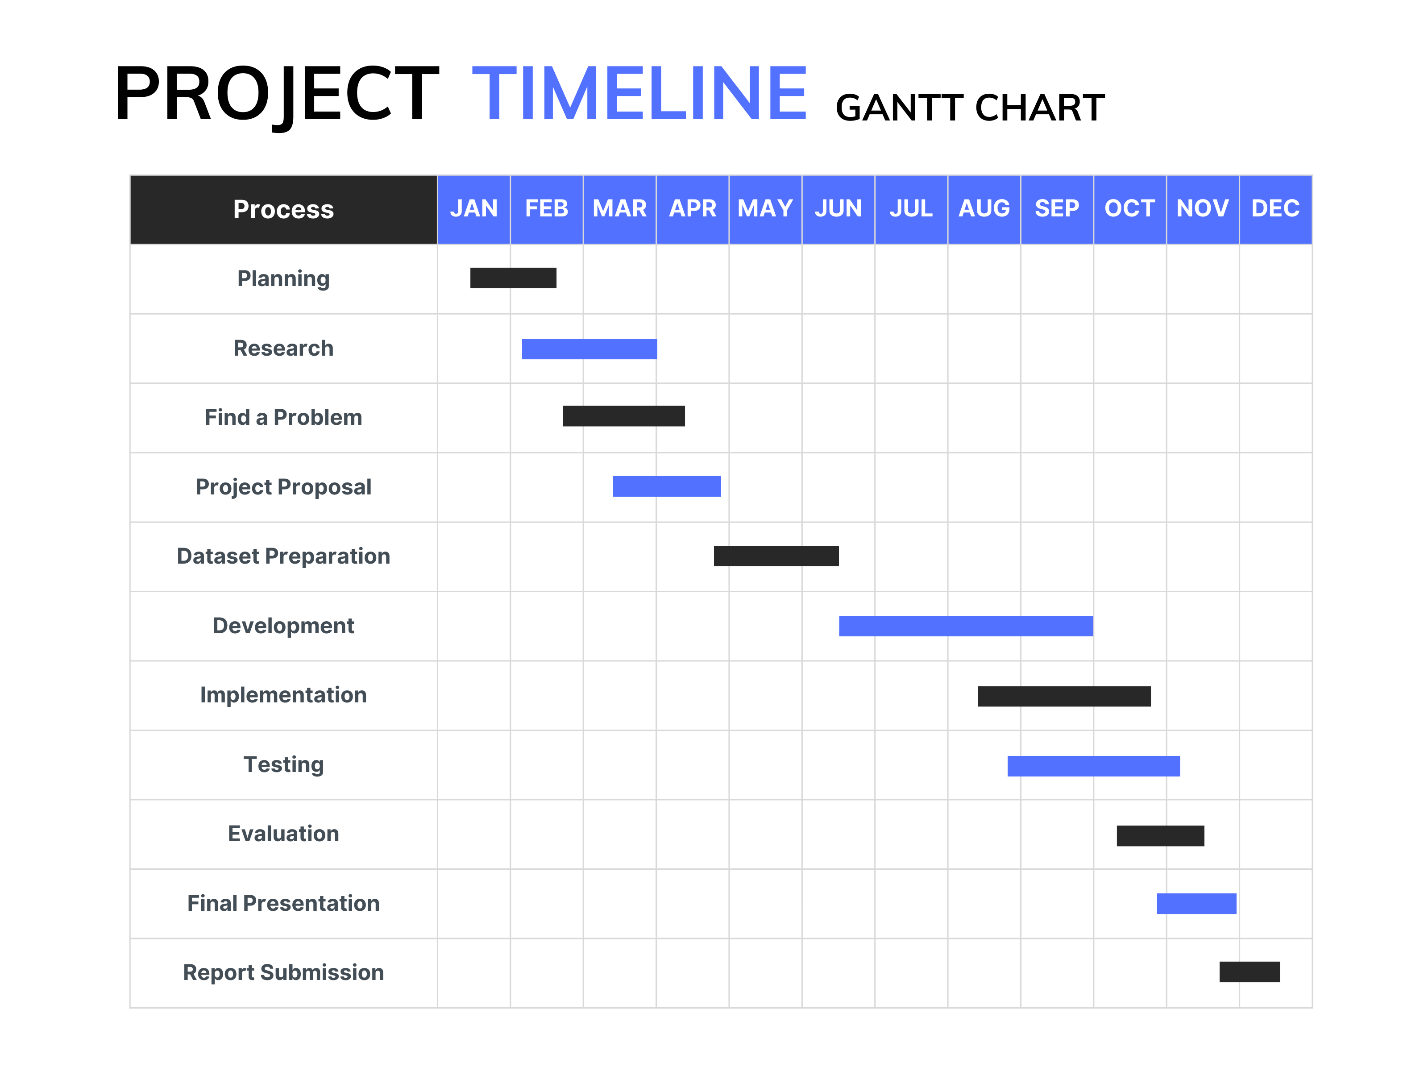 PROJECT TIMELINE GANTT CHART
Process JAN FEB MAR APR MAY JUN JUL AUG SEP OCT NOV DEC
Planning
Research
Find a Problem
Project Proposal
Dataset Preparation
Development
Implementation
Testing
Evaluation
Final Presentation
Report Submission